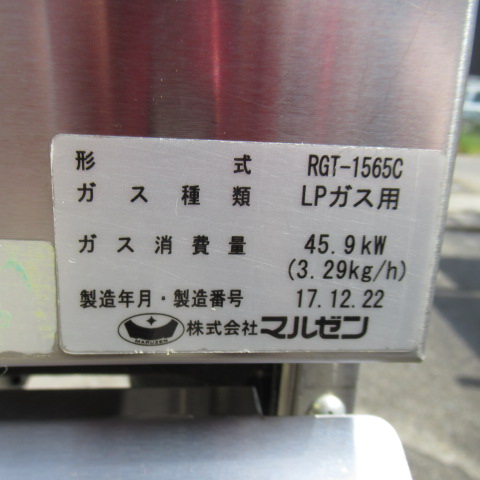 形式 RGT-1565C
ガス種類 LPガス用
ガス消費量 45.9kW
(3.29kg/h)
製造年月・製造番号 17.12.22
MARUZEN 株式会社マルゼン